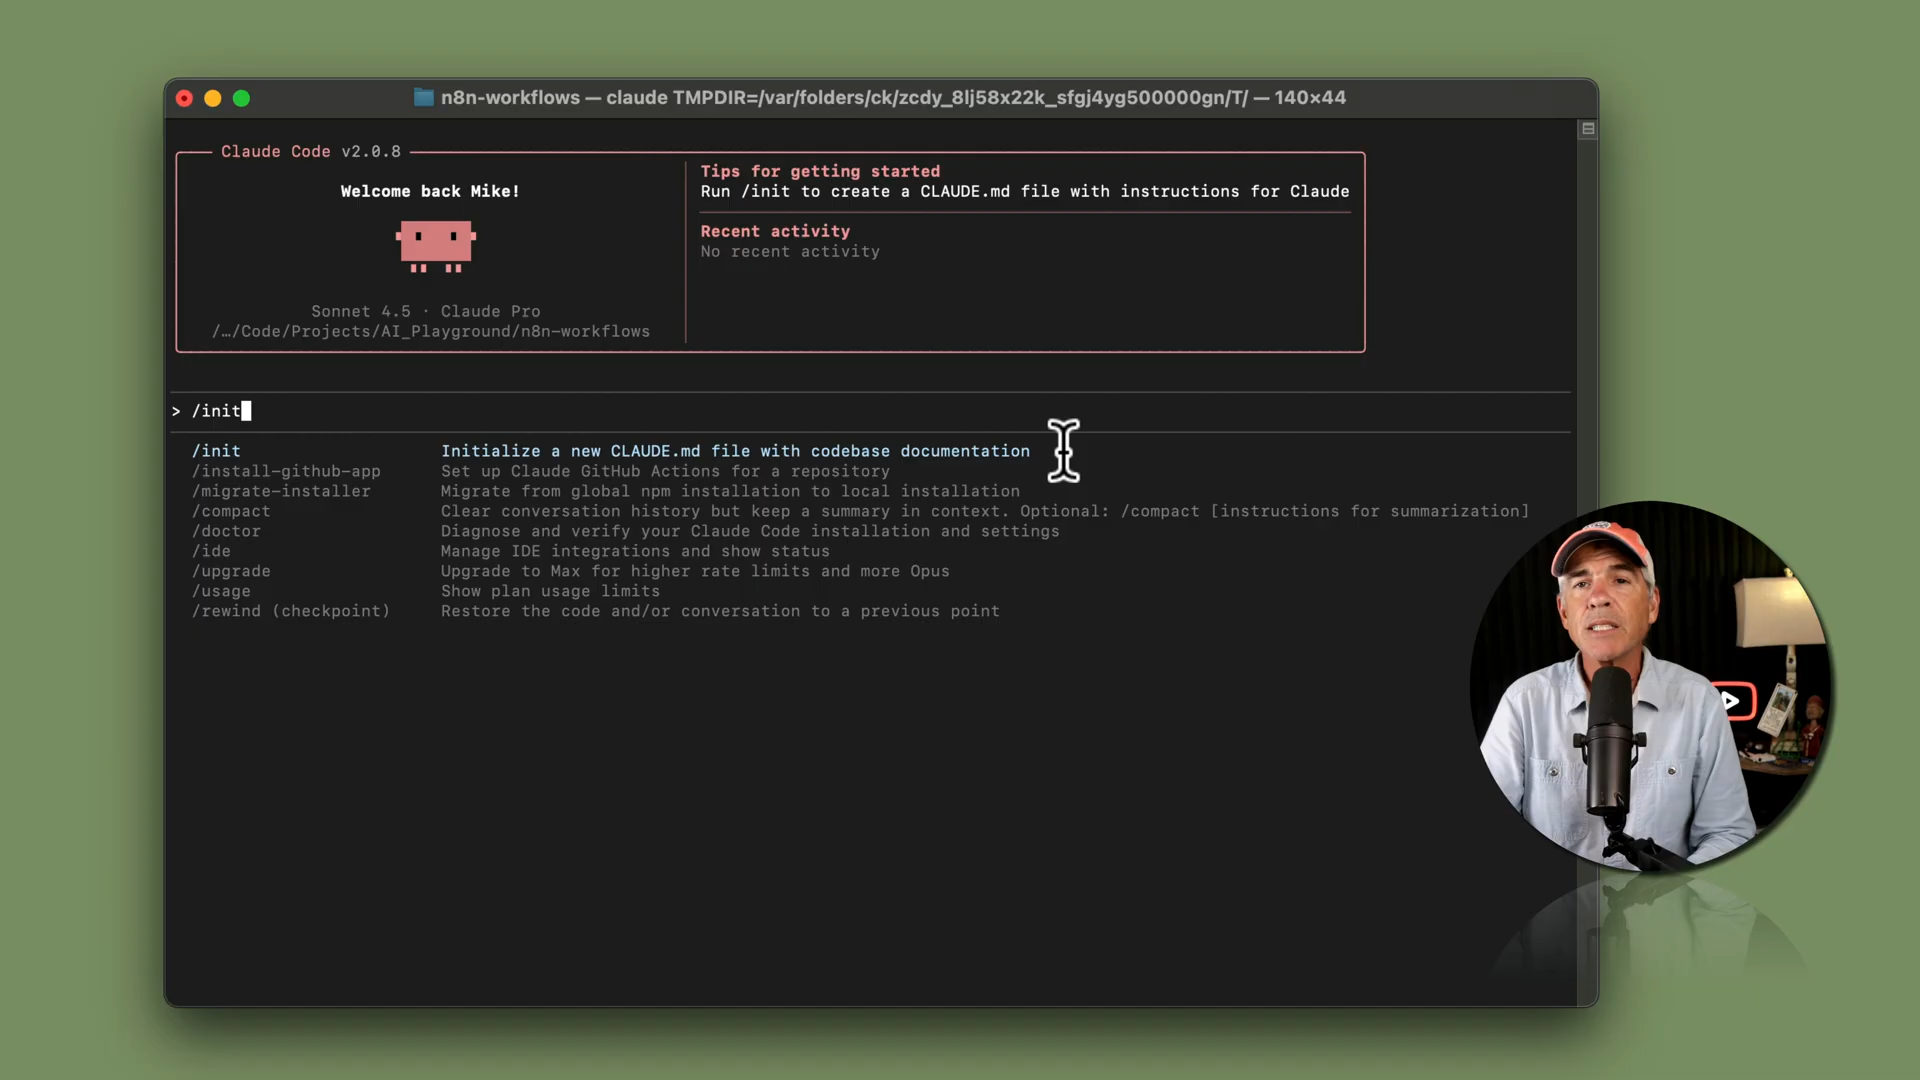 n8n-workflows — claude TMPDIR=/var/folders/ck/zcdy_8lj58x22k_sfgj4yg500000gn/T/ — 140×44
Claude Code v2.0.8
Welcome back Mike!
Sonnet 4.5 · Claude Pro
/…/Code/Projects/AI_Playground/n8n-workflows
Tips for getting started
Run /init to create a CLAUDE.md file with instructions for Claude
Recent activity
No recent activity
> /init
/init Initialize a new CLAUDE.md file with codebase documentation
/install-github-app Set up Claude GitHub Actions for a repository
/migrate-installer Migrate from global npm installation to local installation
/compact Clear conversation history but keep a summary in context. Optional: /compact [instructions for summarization]
/doctor Diagnose and verify your Claude Code installation and settings
/ide Manage IDE integrations and show status
/upgrade Upgrade to Max for higher rate limits and more Opus
/usage Show plan usage limits
/rewind (checkpoint) Restore the code and/or conversation to a previous point